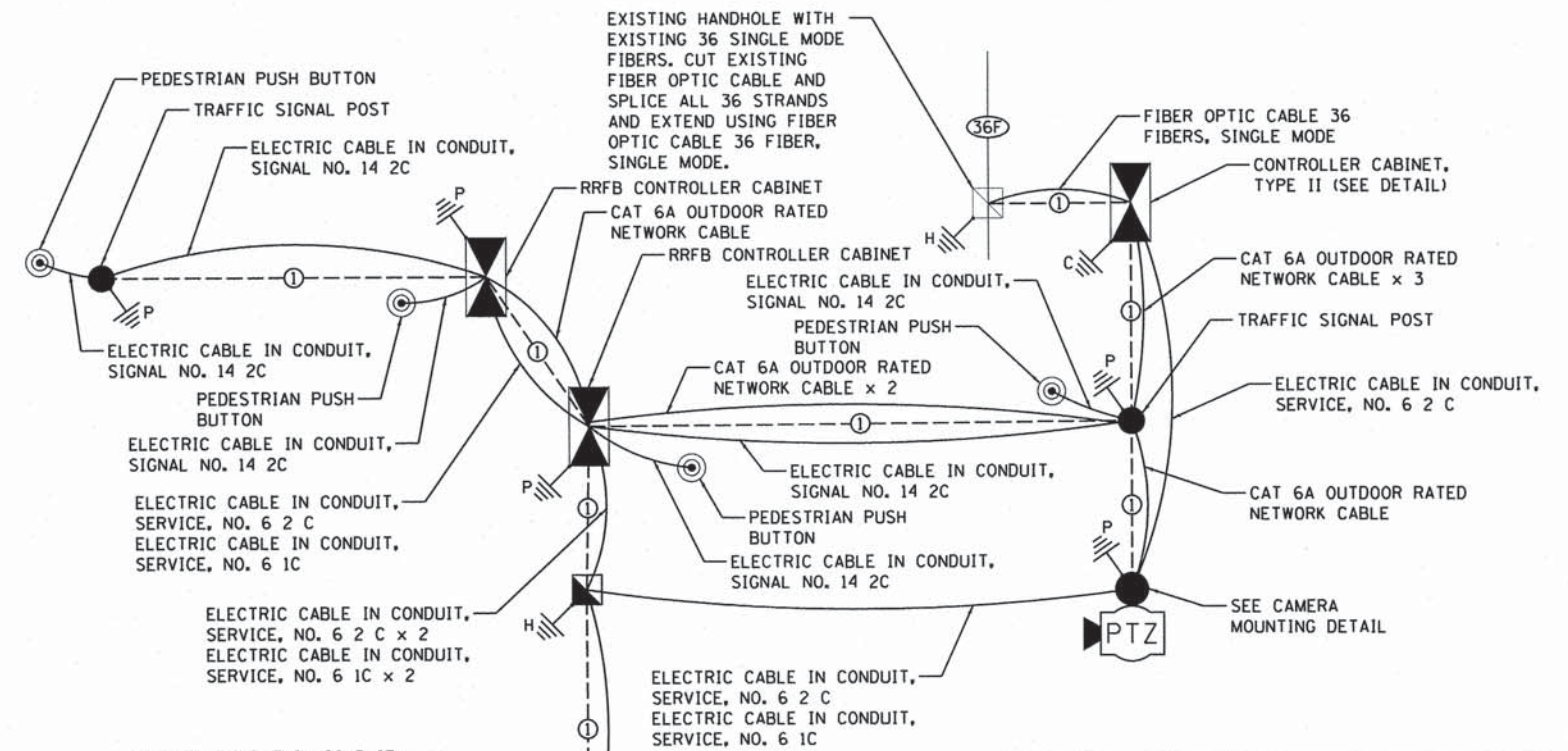 EXISTING HANDHOLE WITH
EXISTING 36 SINGLE MODE
FIBERS. CUT EXISTING
FIBER OPTIC CABLE AND
SPLICE ALL 36 STRANDS
AND EXTEND USING FIBER
OPTIC CABLE 36 FIBER,
SINGLE MODE.
PEDESTRIAN PUSH BUTTON
TRAFFIC SIGNAL POST
ELECTRIC CABLE IN CONDUIT,
SIGNAL NO. 14 2C
P
RRFB CONTROLLER CABINET
CAT 6A OUTDOOR RATED
NETWORK CABLE
RRFB CONTROLLER CABINET
36F
FIBER OPTIC CABLE 36
FIBERS, SINGLE MODE
CONTROLLER CABINET,
TYPE II (SEE DETAIL)
1
H
C
CAT 6A OUTDOOR RATED
NETWORK CABLE x 3
1
1
P
ELECTRIC CABLE IN CONDUIT,
SIGNAL NO. 14 2C
PEDESTRIAN PUSH
BUTTON
TRAFFIC SIGNAL POST
P
ELECTRIC CABLE IN CONDUIT,
SIGNAL NO. 14 2C
1
CAT 6A OUTDOOR RATED
NETWORK CABLE x 2
ELECTRIC CABLE IN CONDUIT,
SERVICE, NO. 6 2 C
PEDESTRIAN PUSH
BUTTON
1
ELECTRIC CABLE IN CONDUIT,
SIGNAL NO. 14 2C
ELECTRIC CABLE IN CONDUIT,
SIGNAL NO. 14 2C
P
CAT 6A OUTDOOR RATED
NETWORK CABLE
ELECTRIC CABLE IN CONDUIT,
SERVICE, NO. 6 2 C
ELECTRIC CABLE IN CONDUIT,
SERVICE, NO. 6 1C
1
PEDESTRIAN PUSH
BUTTON
1
P
ELECTRIC CABLE IN CONDUIT,
SIGNAL NO. 14 2C
ELECTRIC CABLE IN CONDUIT,
SERVICE, NO. 6 2 C x 2
ELECTRIC CABLE IN CONDUIT,
SERVICE, NO. 6 1C x 2
H
SEE CAMERA
MOUNTING DETAIL
PTZ
ELECTRIC CABLE IN CONDUIT,
SERVICE, NO. 6 2 C
ELECTRIC CABLE IN CONDUIT,
SERVICE, NO. 6 1C
1